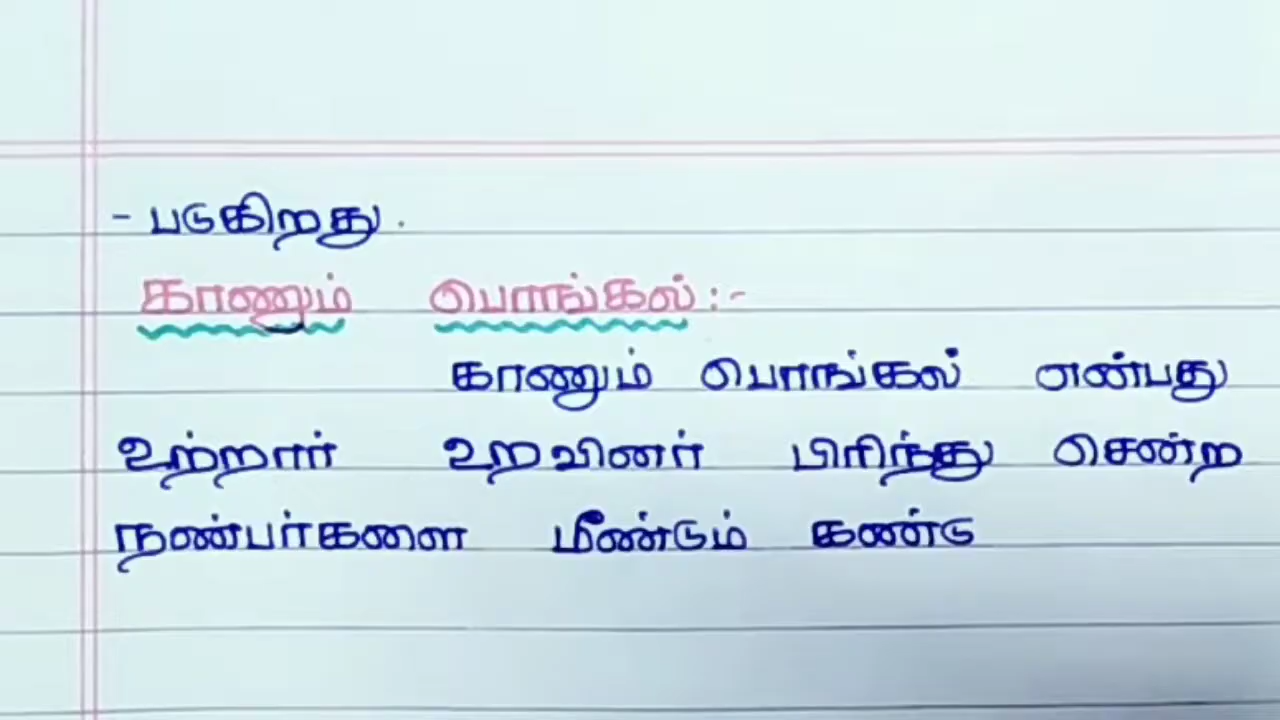 - படுகிறது.
காணும் பொங்கல் :-
காணும் பொங்கல் என்பது
உற்றார் உறவினர் பிரிந்து சென்ற
நண்பர்களை மீண்டும் கண்டு